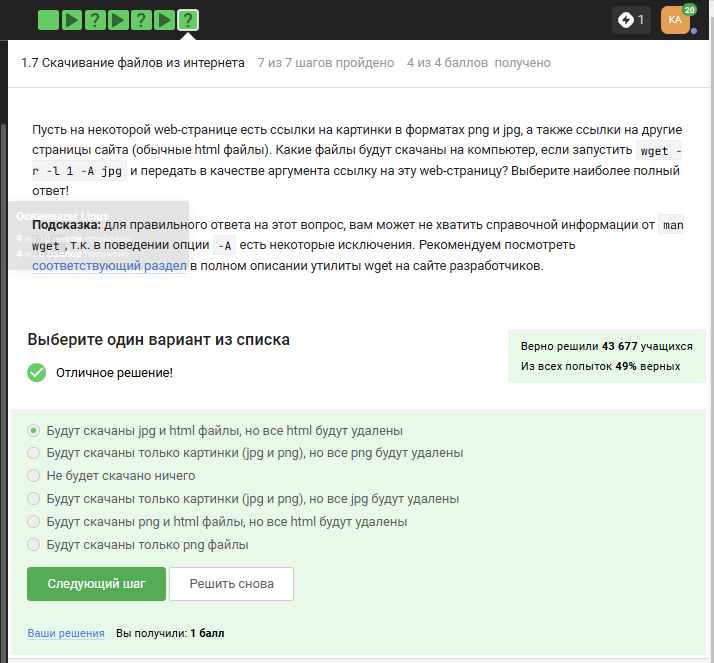 ? ? ?
1
КА
20
1.7 Скачивание файлов из интернета 7 из 7 шагов пройдено 4 из 4 баллов получено
Пусть на некоторой web-странице есть ссылки на картинки в форматах png и jpg, а также ссылки на другие
страницы сайта (обычные html файлы). Какие файлы будут скачаны на компьютер, если запустить wget -
r -l 1 -A jpg и передать в качестве аргумента ссылку на эту web-страницу? Выберите наиболее полный
ответ!
Осваиваем Linux
Подсказка: для правильного ответа на этот вопрос, вам может не хватить справочной информации от man
wget, т.к. в поведении опции -A есть некоторые исключения. Рекомендуем посмотреть
соответствующий раздел в полном описании утилиты wget на сайте разработчиков.
Выберите один вариант из списка
Верно решили 43 677 учащихся
Из всех попыток 49% верных
Отличное решение!
Будут скачаны jpg и html файлы, но все html будут удалены
Будут скачаны только картинки (jpg и png), но все png будут удалены
Не будет скачано ничего
Будут скачаны только картинки (jpg и png), но все jpg будут удалены
Будут скачаны png и html файлы, но все html будут удалены
Будут скачаны только png файлы
Следующий шаг Решить снова
Ваши решения Вы получили: 1 балл